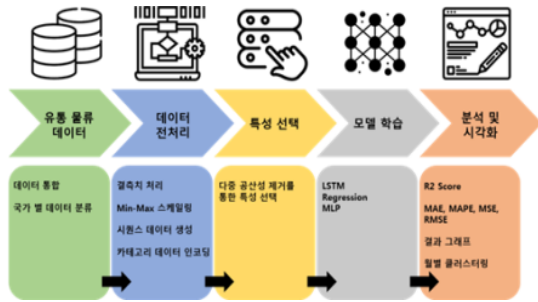 유통 물류
데이터
데이터
전처리
특성 선택
모델 학습
분석 및
시각화
데이터 통합
국가 별 데이터 분류
결측치 처리
Min-Max 스케일링
시퀀스 데이터 생성
카테고리 데이터 인코딩
다중 공산성 제거를
통한 특성 선택
LSTM
Regression
MLP
R2 Score
MAE, MAPE, MSE,
RMSE
결과 그래프
월별 클러스터링